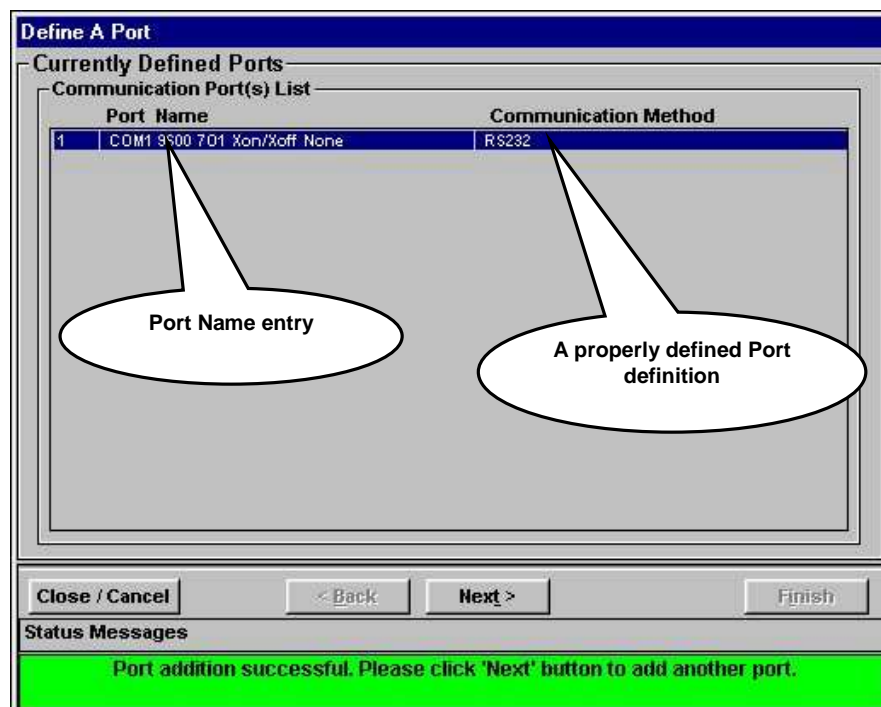 Define A Port
Currently Defined Ports
Communication Port(s) List
Port Name Communication Method
1 COM1 9600 7O1 Xon/Xoff None RS232
Port Name entry
A properly defined Port
definition
Close / Cancel < Back Next > Finish
Status Messages
Port addition successful. Please click 'Next' button to add another port.